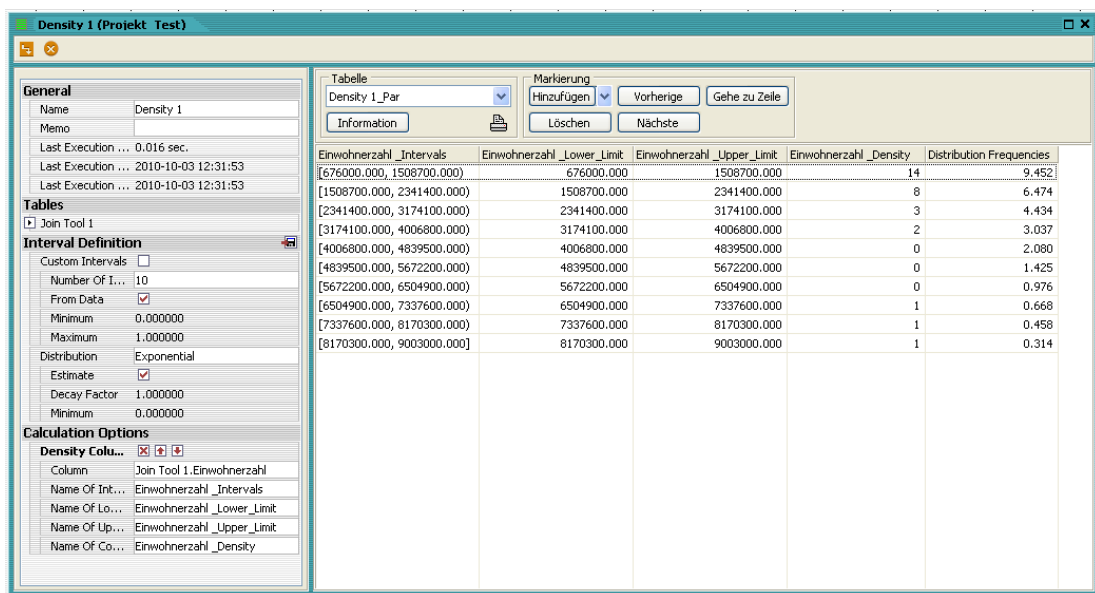 Density 1 (Projekt Test)
General
Name Density 1
Memo
Last Execution ... 0.016 sec.
Last Execution ... 2010-10-03 12:31:53
Last Execution ... 2010-10-03 12:31:53
Tables
Join Tool 1
Interval Definition
Custom Intervals
Number Of I... 10
From Data
Minimum 0.000000
Maximum 1.000000
Distribution Exponential
Estimate
Decay Factor 1.000000
Minimum 0.000000
Calculation Options
Density Colu...
Column Join Tool 1.Einwohnerzahl
Name Of Int... Einwohnerzahl _Intervals
Name Of Lo... Einwohnerzahl _Lower_Limit
Name Of Up... Einwohnerzahl _Upper_Limit
Name Of Co... Einwohnerzahl _Density
Tabelle
Density 1_Par
Information
Markierung
Hinzufügen Vorherige Gehe zu Zeile
Löschen Nächste
Einwohnerzahl _Intervals Einwohnerzahl _Lower_Limit Einwohnerzahl _Upper_Limit Einwohnerzahl _Density Distribution Frequencies
[676000.000, 1508700.000) 676000.000 1508700.000 14 9.452
[1508700.000, 2341400.000) 1508700.000 2341400.000 8 6.474
[2341400.000, 3174100.000) 2341400.000 3174100.000 3 4.434
[3174100.000, 4006800.000) 3174100.000 4006800.000 2 3.037
[4006800.000, 4839500.000) 4006800.000 4839500.000 0 2.080
[4839500.000, 5672200.000) 4839500.000 5672200.000 0 1.425
[5672200.000, 6504900.000) 5672200.000 6504900.000 0 0.976
[6504900.000, 7337600.000) 6504900.000 7337600.000 1 0.668
[7337600.000, 8170300.000) 7337600.000 8170300.000 1 0.458
[8170300.000, 9003000.000] 8170300.000 9003000.000 1 0.314